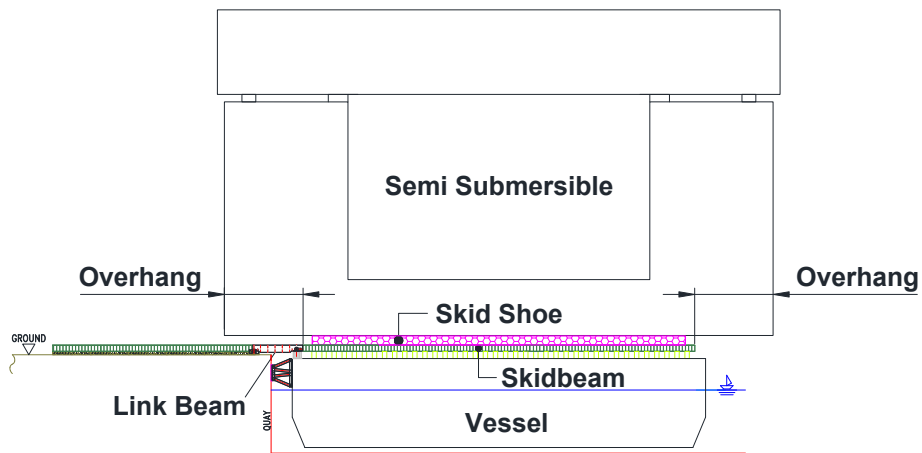 Semi Submersible
Overhang
Overhang
Skid Shoe
GROUND
Skidbeam
Link Beam
QUAY
Vessel